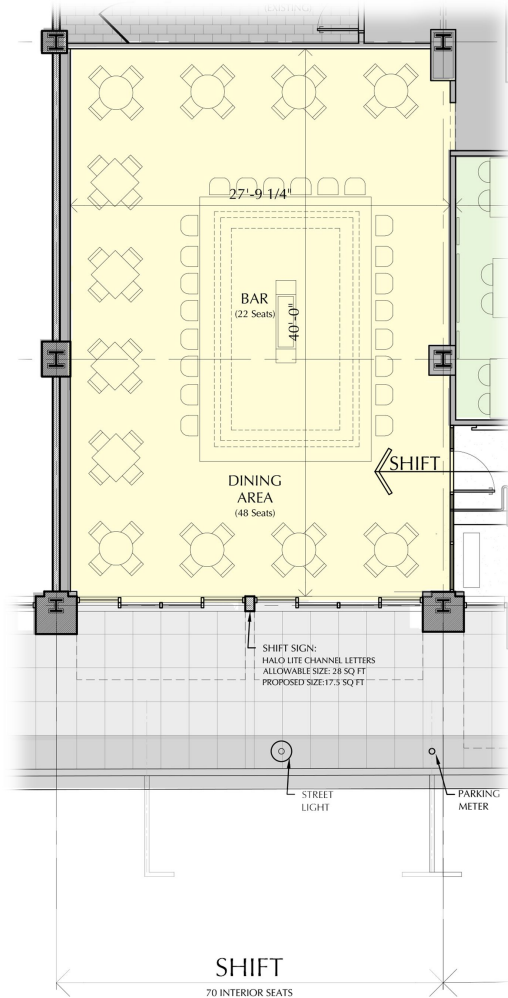 (EXISTING)
27'-9 1/4"
BAR
(22 Seats)
40'-0"
SHIFT
DINING
AREA
(48 Seats)
SHIFT SIGN:
HALO LITE CHANNEL LETTERS
ALLOWABLE SIZE: 28 SQ FT
PROPOSED SIZE:17.5 SQ FT
STREET
LIGHT
PARKING
METER
SHIFT
70 INTERIOR SEATS